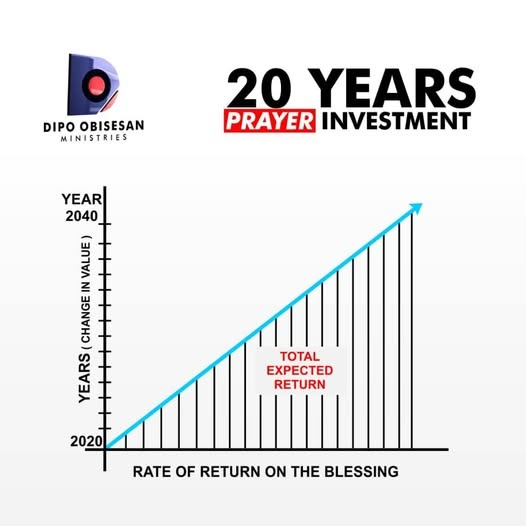 DIPO OBISESAN
MINISTRIES
20 YEARS
PRAYER INVESTMENT
YEAR
2040
YEARS ( CHANGE IN VALUE )
TOTAL
EXPECTED
RETURN
2020
RATE OF RETURN ON THE BLESSING